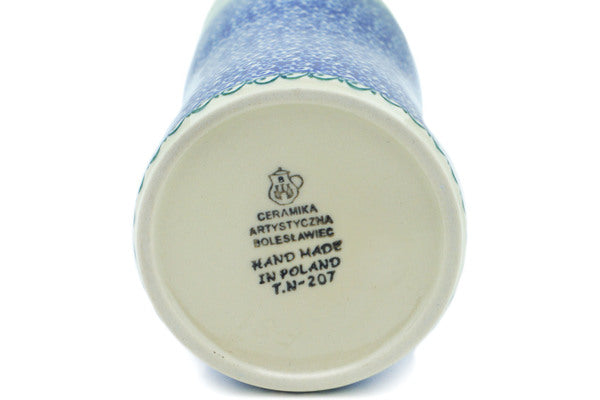 B
CERAMIKA
ARTYSTYCZNA
BOLESŁAWIEC
HAND MADE
IN POLAND
T.N-207